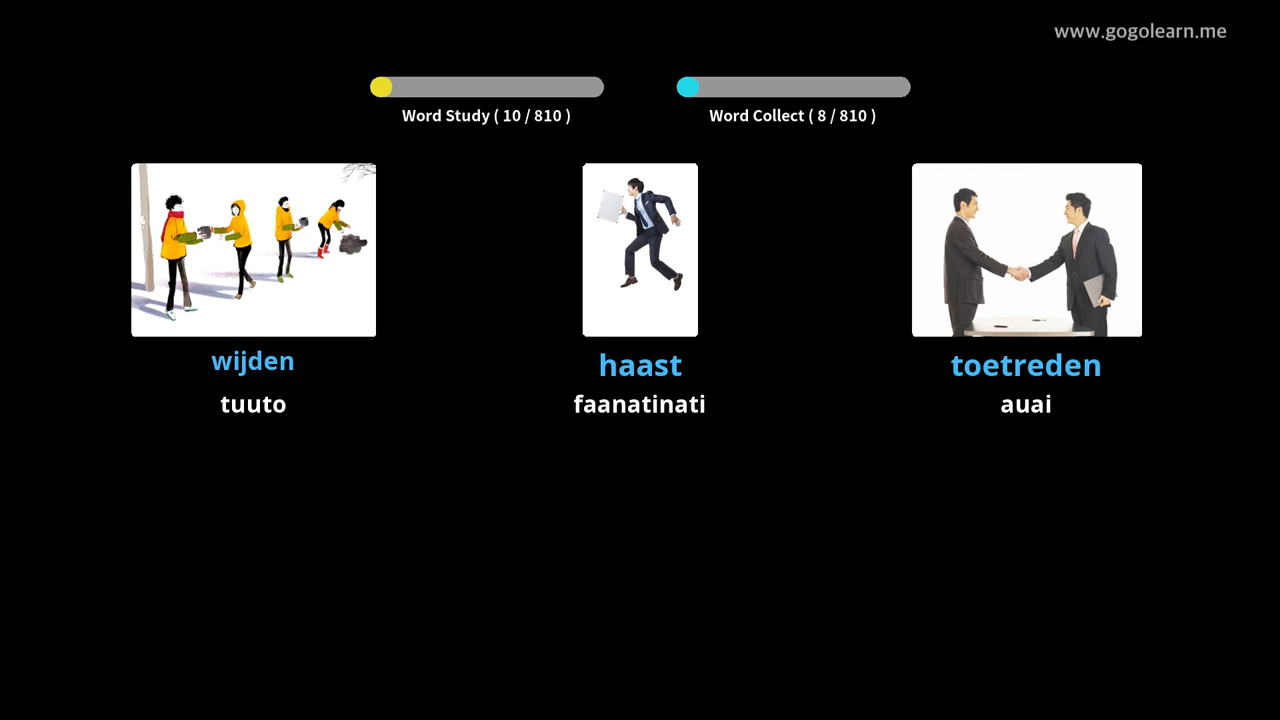 www.gogolearn.me
Word Study ( 10 / 810 )
Word Collect ( 8 / 810 )
wijden
tuuto
haast
faanatinati
toetreden
auai